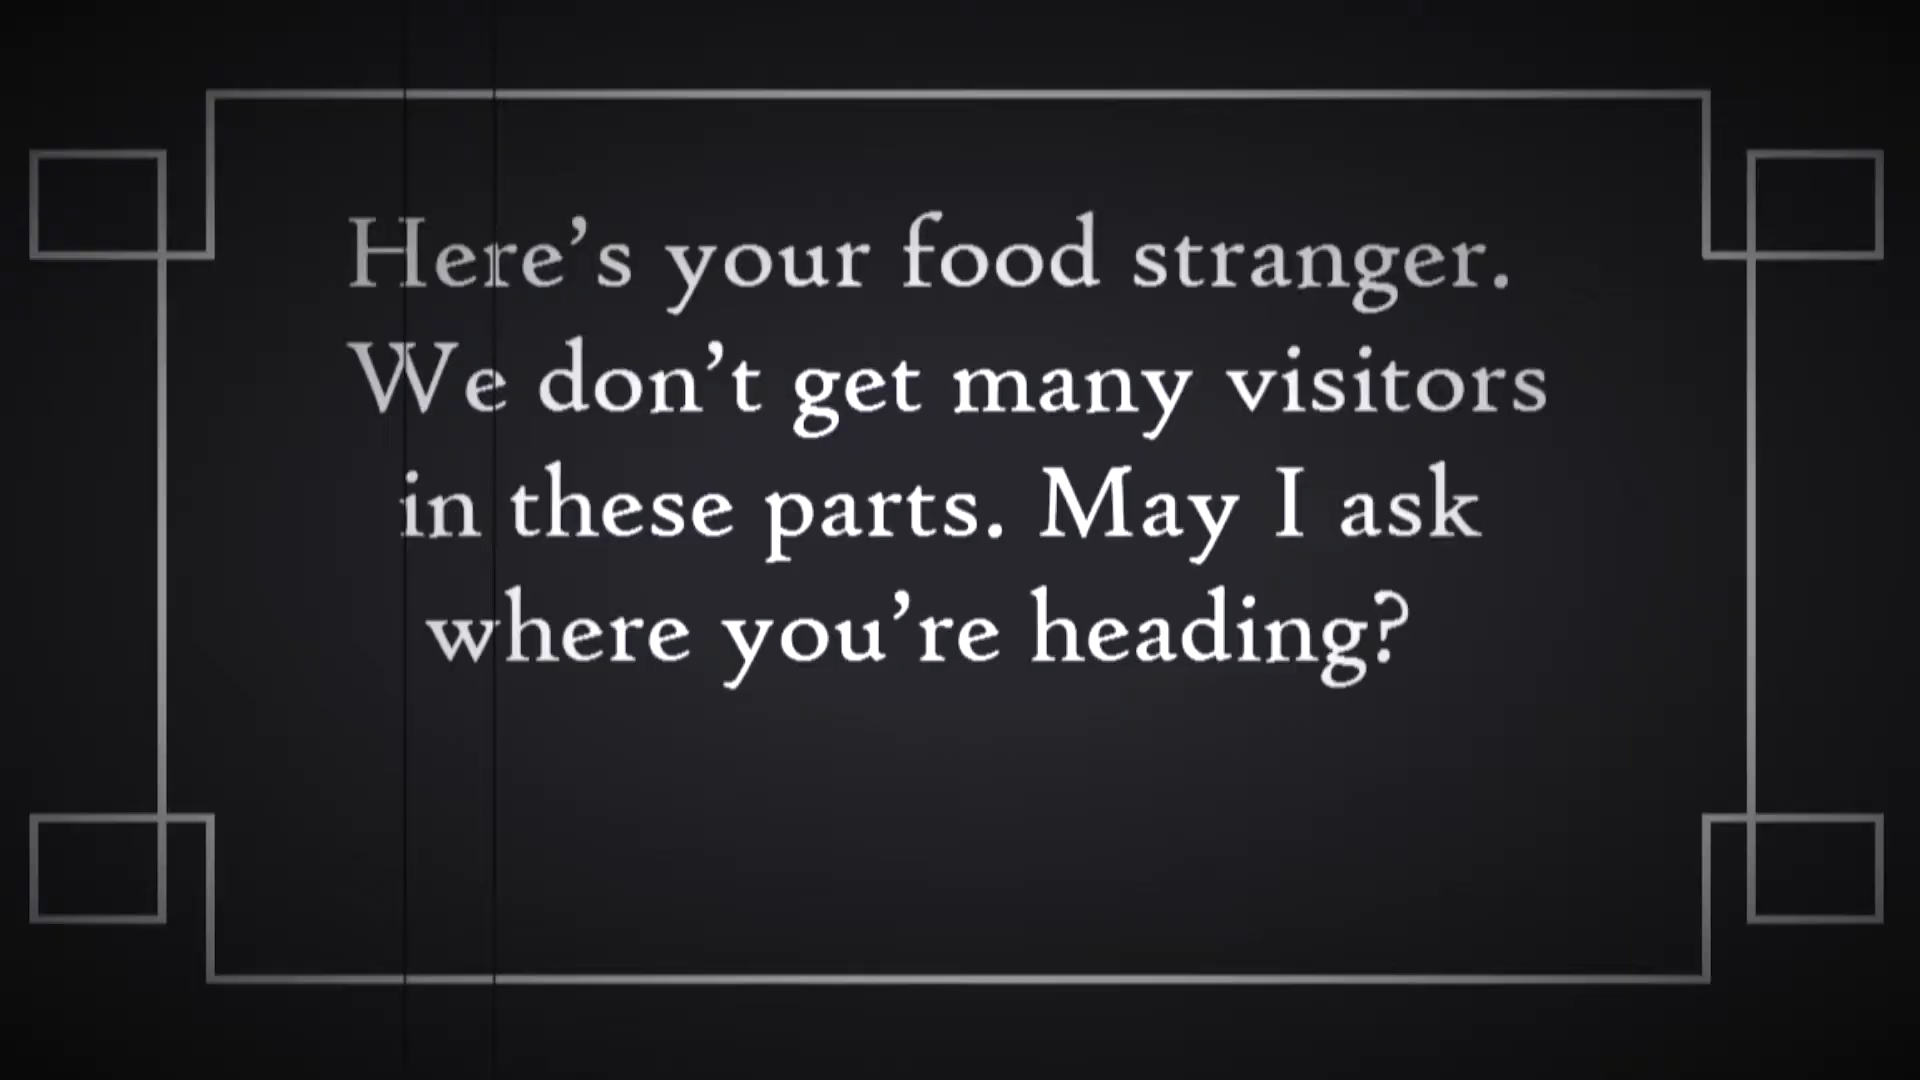 Here’s your food stranger.
We don’t get many visitors
in these parts. May I ask
where you’re heading?